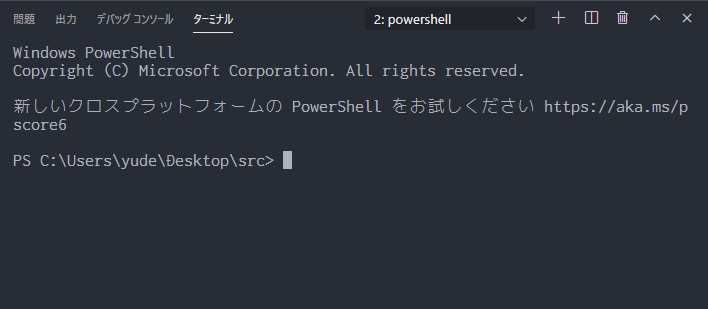 問題 出力 デバッグ コンソール ターミナル 2: powershell
Windows PowerShell
Copyright (C) Microsoft Corporation. All rights reserved.
新しいクロスプラットフォームの PowerShell をお試しください https://aka.ms/p
score6
PS C:\Users\yude\Desktop\src>